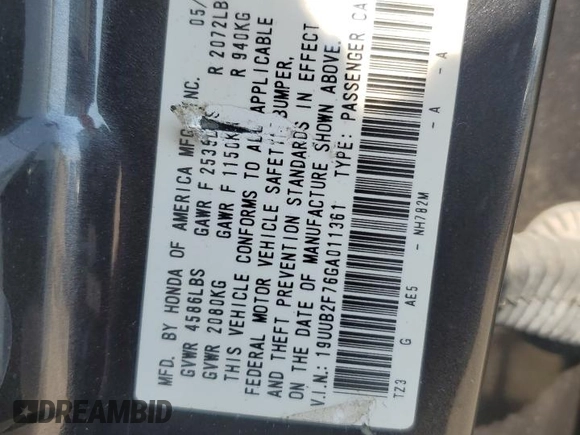 MFD. BY HONDA OF AMERICA MFG., INC. 05/
GVWR 4586LBS GAWR F 2535LBS R 2072LB
GVWR 2080KG GAWR F 1150KG R 940KG
THIS VEHICLE CONFORMS TO ALL APPLICABLE
FEDERAL MOTOR VEHICLE SAFETY, BUMPER,
AND THEFT PREVENTION STANDARDS IN EFFECT
ON THE DATE OF MANUFACTURE SHOWN ABOVE.
V.I.N.: 19UUB2F76GA011361 TYPE: PASSENGER CA
TZ3 G AE5 NH782M - A - A
DREAMBID